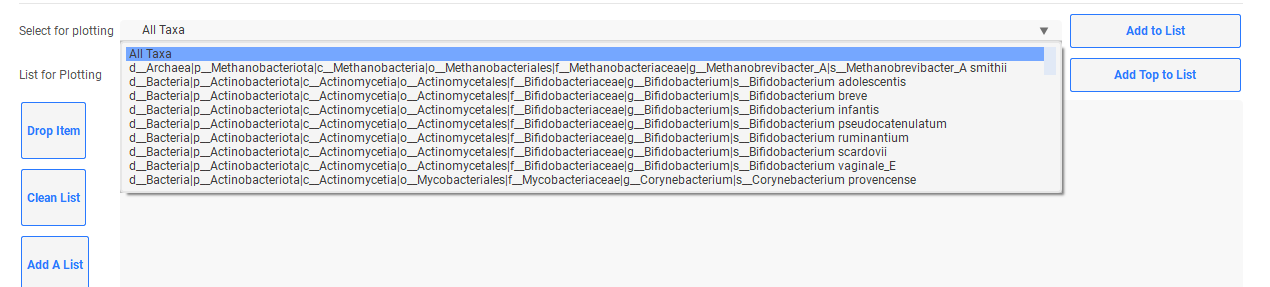 Select for plotting
All Taxa
Add to List
All Taxa
d__Archaea|p__Methanobacteriota|c__Methanobacteria|o__Methanobacteriales|f__Methanobacteriaceae|g__Methanobrevibacter_A|s__Methanobrevibacter_A smithii
d__Bacteria|p__Actinobacteriota|c__Actinomycetia|o__Actinomycetales|f__Bifidobacteriaceae|g__Bifidobacterium|s__Bifidobacterium adolescentis
d__Bacteria|p__Actinobacteriota|c__Actinomycetia|o__Actinomycetales|f__Bifidobacteriaceae|g__Bifidobacterium|s__Bifidobacterium breve
d__Bacteria|p__Actinobacteriota|c__Actinomycetia|o__Actinomycetales|f__Bifidobacteriaceae|g__Bifidobacterium|s__Bifidobacterium infantis
d__Bacteria|p__Actinobacteriota|c__Actinomycetia|o__Actinomycetales|f__Bifidobacteriaceae|g__Bifidobacterium|s__Bifidobacterium pseudocatenulatum
d__Bacteria|p__Actinobacteriota|c__Actinomycetia|o__Actinomycetales|f__Bifidobacteriaceae|g__Bifidobacterium|s__Bifidobacterium ruminantium
d__Bacteria|p__Actinobacteriota|c__Actinomycetia|o__Actinomycetales|f__Bifidobacteriaceae|g__Bifidobacterium|s__Bifidobacterium scardovii
d__Bacteria|p__Actinobacteriota|c__Actinomycetia|o__Actinomycetales|f__Bifidobacteriaceae|g__Bifidobacterium|s__Bifidobacterium vaginale_E
d__Bacteria|p__Actinobacteriota|c__Actinomycetia|o__Mycobacteriales|f__Mycobacteriaceae|g__Corynebacterium|s__Corynebacterium provencense
List for Plotting
Add Top to List
Drop Item
Clean List
Add A List